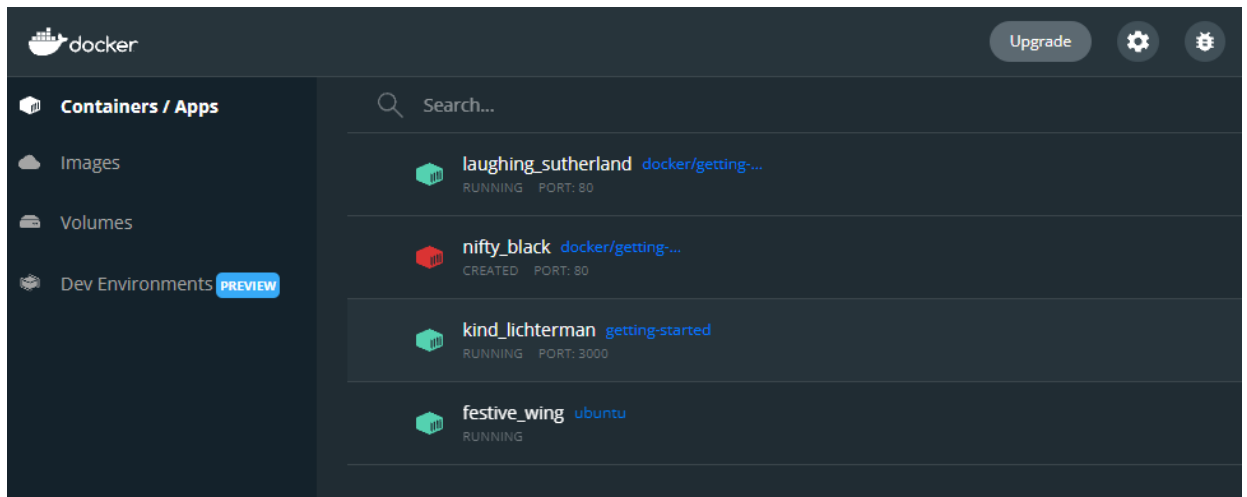 docker
Upgrade
Containers / Apps
Search...
Images
Volumes
Dev Environments PREVIEW
laughing_sutherland docker/getting-...
RUNNING PORT: 80
nifty_black docker/getting-...
CREATED PORT: 80
kind_lichterman getting-started
RUNNING PORT: 3000
festive_wing ubuntu
RUNNING